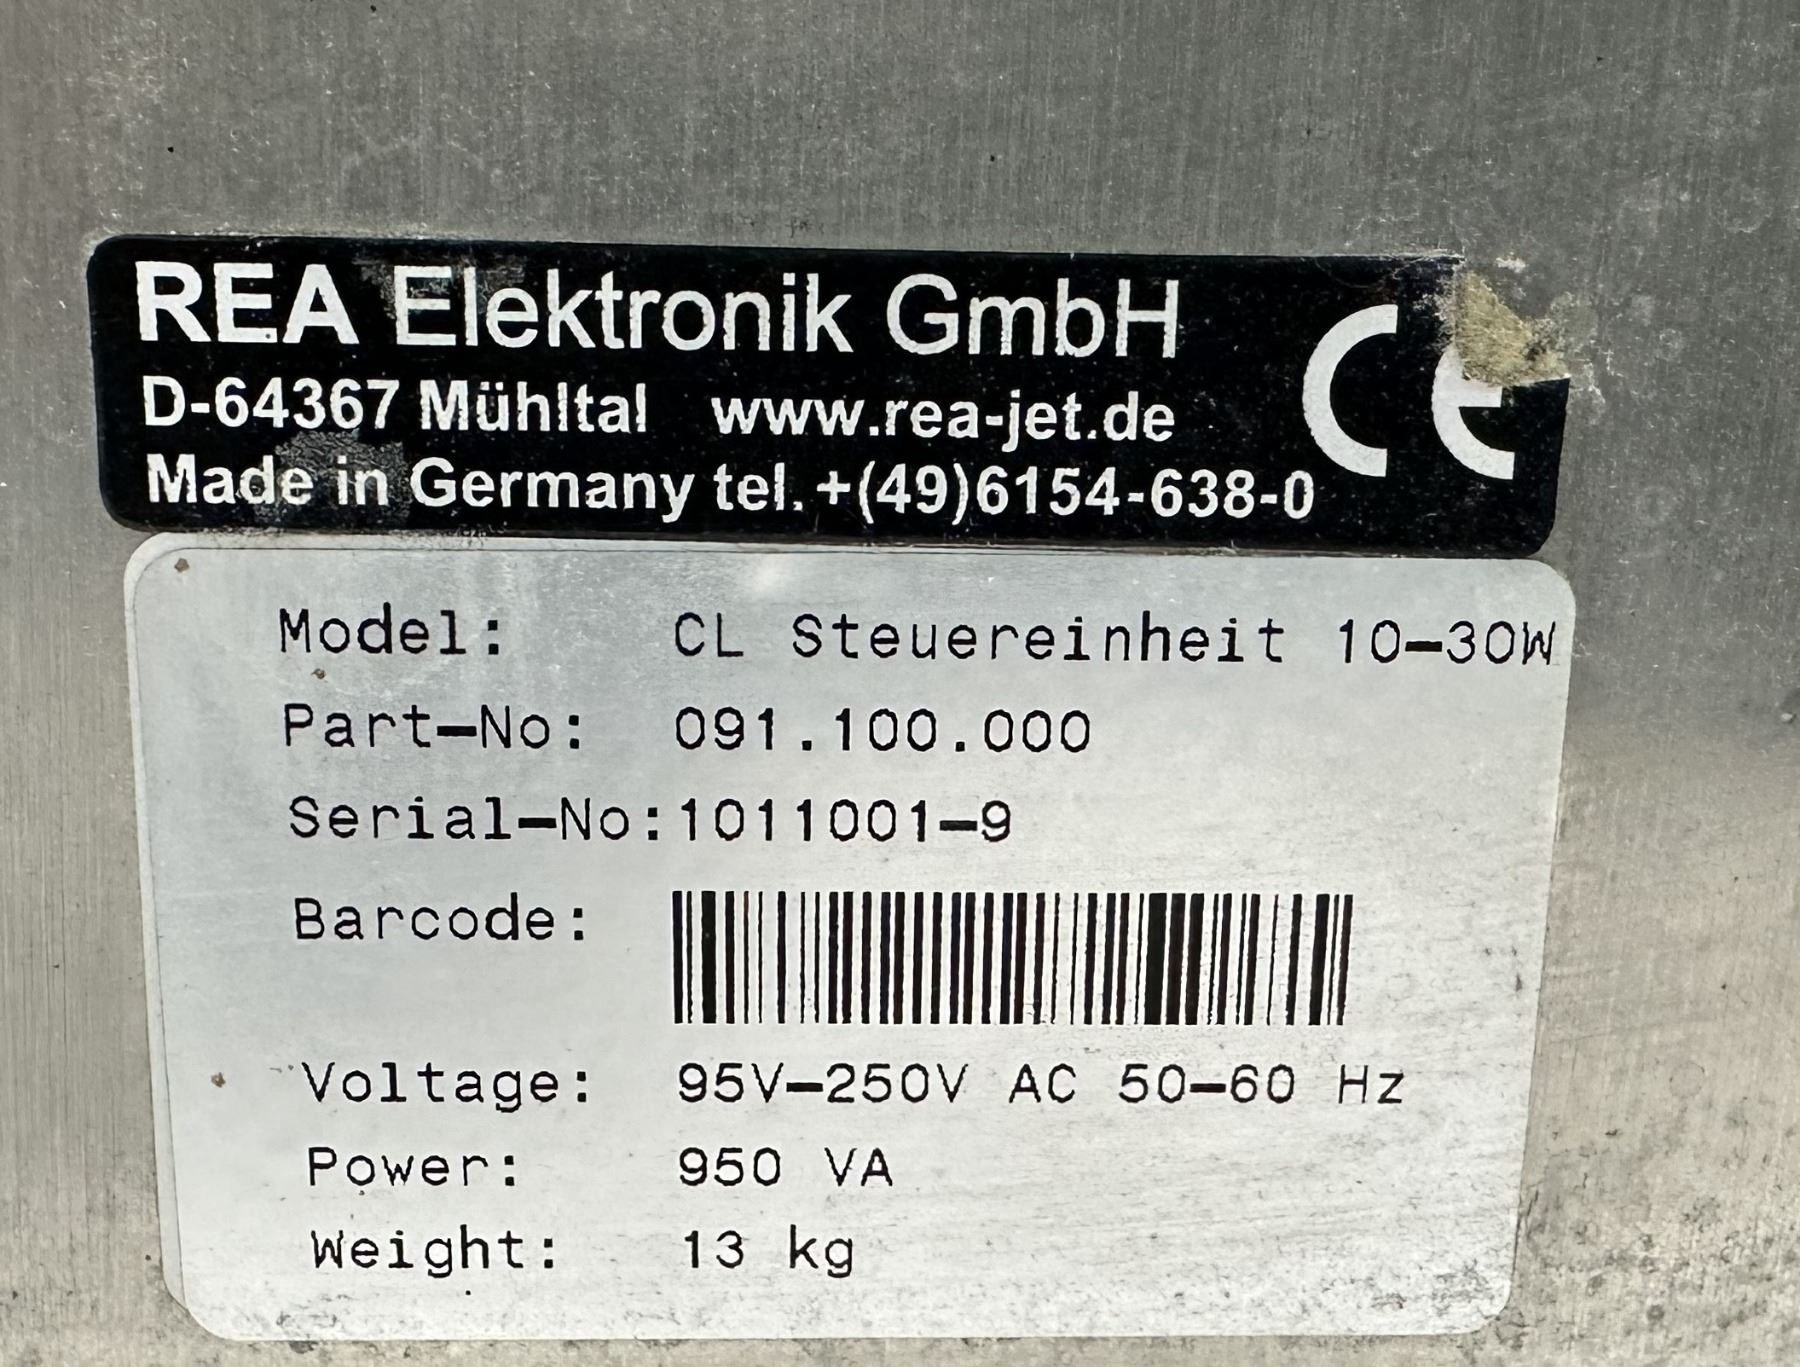 REA Elektronik GmbH
D-64367 Mühltal www.rea-jet.de
Made in Germany tel. +(49)6154-638-0
CE
Model: CL Steuereinheit 10-30W
Part-No: 091.100.000
Serial-No:1011001-9
Barcode:
Voltage: 95V-250V AC 50-60 Hz
Power: 950 VA
Weight: 13 kg